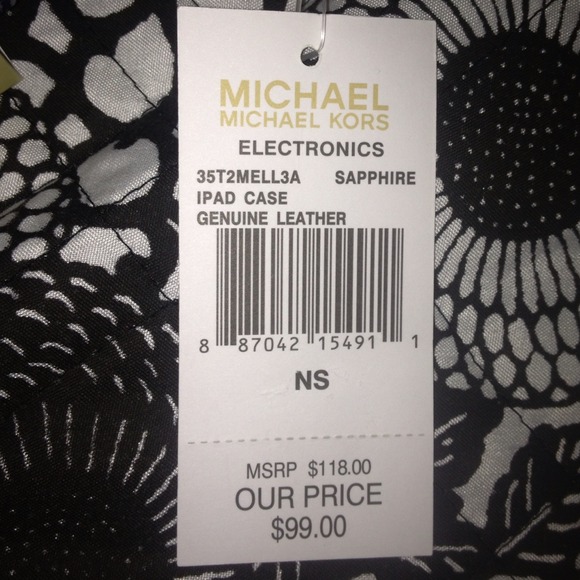 MICHAEL
MICHAEL KORS
ELECTRONICS
35T2MELL3A SAPPHIRE
IPAD CASE
GENUINE LEATHER
8 87042 15491 1
NS
MSRP $118.00
OUR PRICE
$99.00